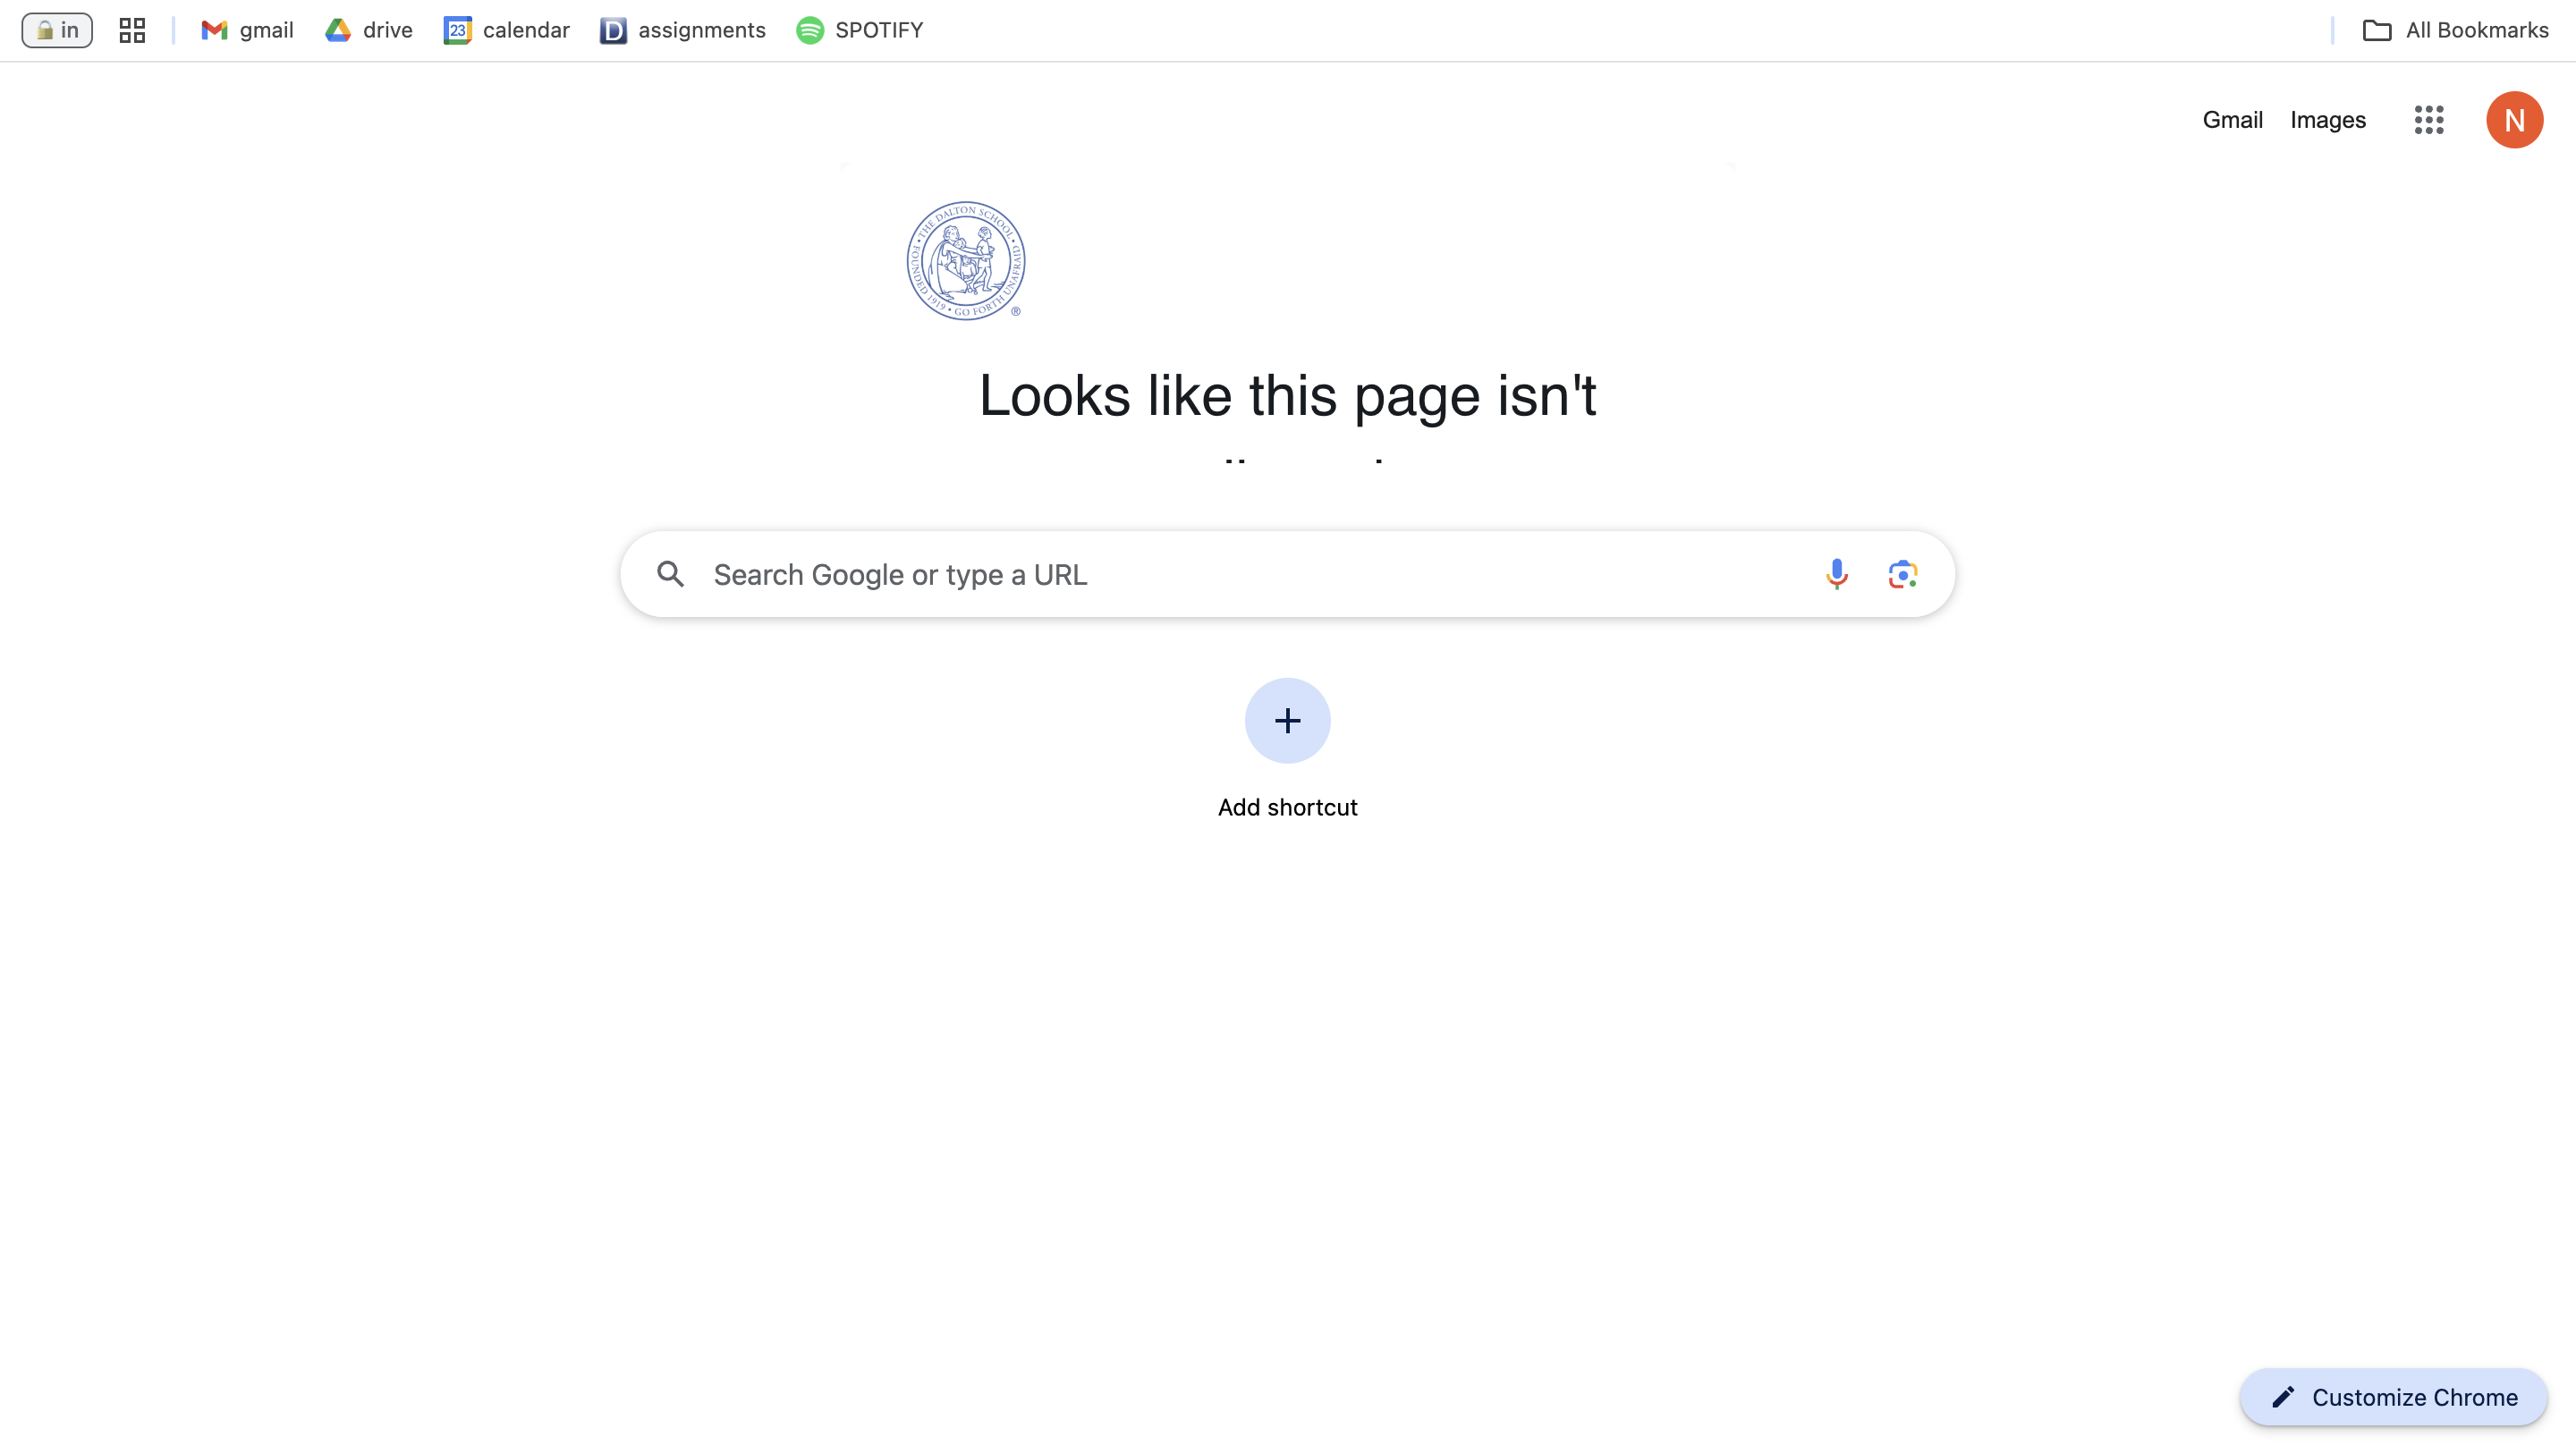 in
gmail
drive
23
calendar
D
assignments
SPOTIFY
All Bookmarks
Gmail
Images
N
THE DALTON SCHOOL • FOUNDED 1919 • GO FORTH UNAFRAID •
®
Looks like this page isn't
Search Google or type a URL
Add shortcut
Customize Chrome